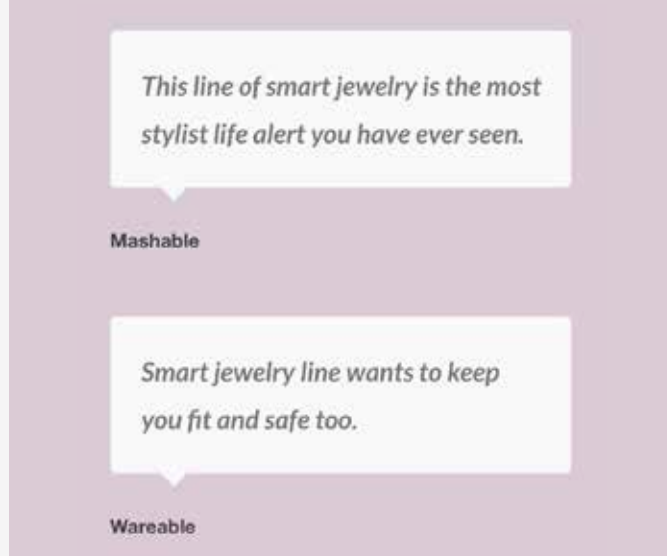 This line of smart jewelry is the most
stylist life alert you have ever seen.
Mashable
Smart jewelry line wants to keep
you fit and safe too.
Wareable